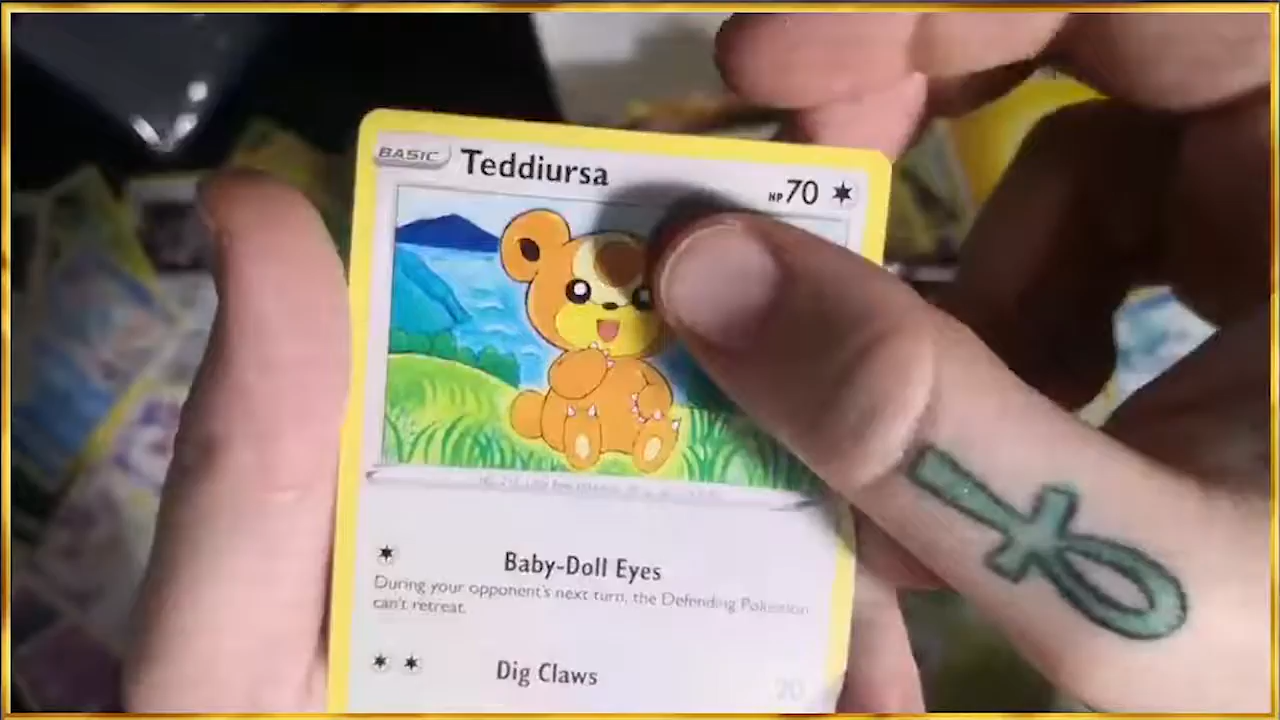 BASIC Teddiursa HP 70
Baby-Doll Eyes
During your opponent's next turn, the Defending Pokémon
can't retreat.
Dig Claws 20